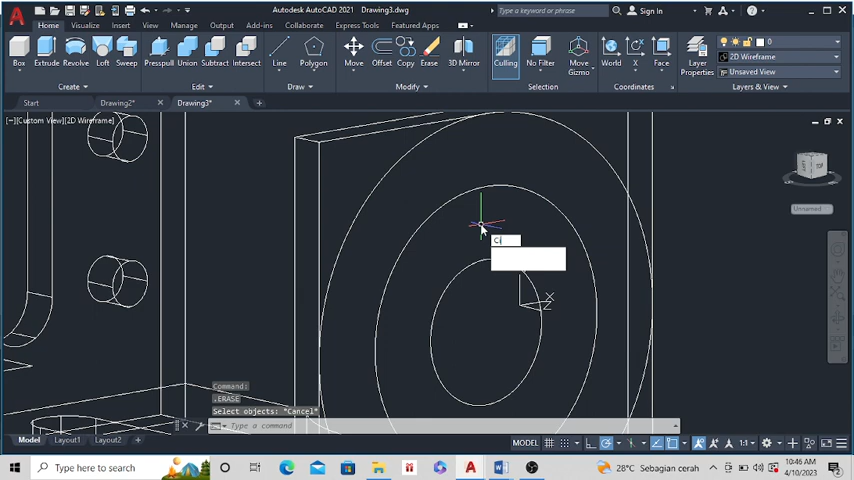 Autodesk AutoCAD 2021 Drawing3.dwg
Type a keyword or phrase
Sign In
Home Visualize Insert View Manage Output Add-ins Collaborate Express Tools Featured Apps
Box Extrude Revolve Loft Sweep Presspull Union Subtract Intersect Line Polygon Move Offset Copy Erase 3D Mirror Culling No Filter Move Gizmo World X Face Layer Properties
0
2D Wireframe
Unsaved View
Create Edit Draw Modify Selection Coordinates Layers & View
Start Drawing2* Drawing3*
[−][Custom View][2D Wireframe]
TOP
Unnamed
Ci
X
Z
Command:
.ERASE
Select objects: *Cancel*
Type a command
Model Layout1 Layout2
MODEL
1:1
Type here to search
28°C Sebagian cerah
10:46 AM
4/10/2023
2